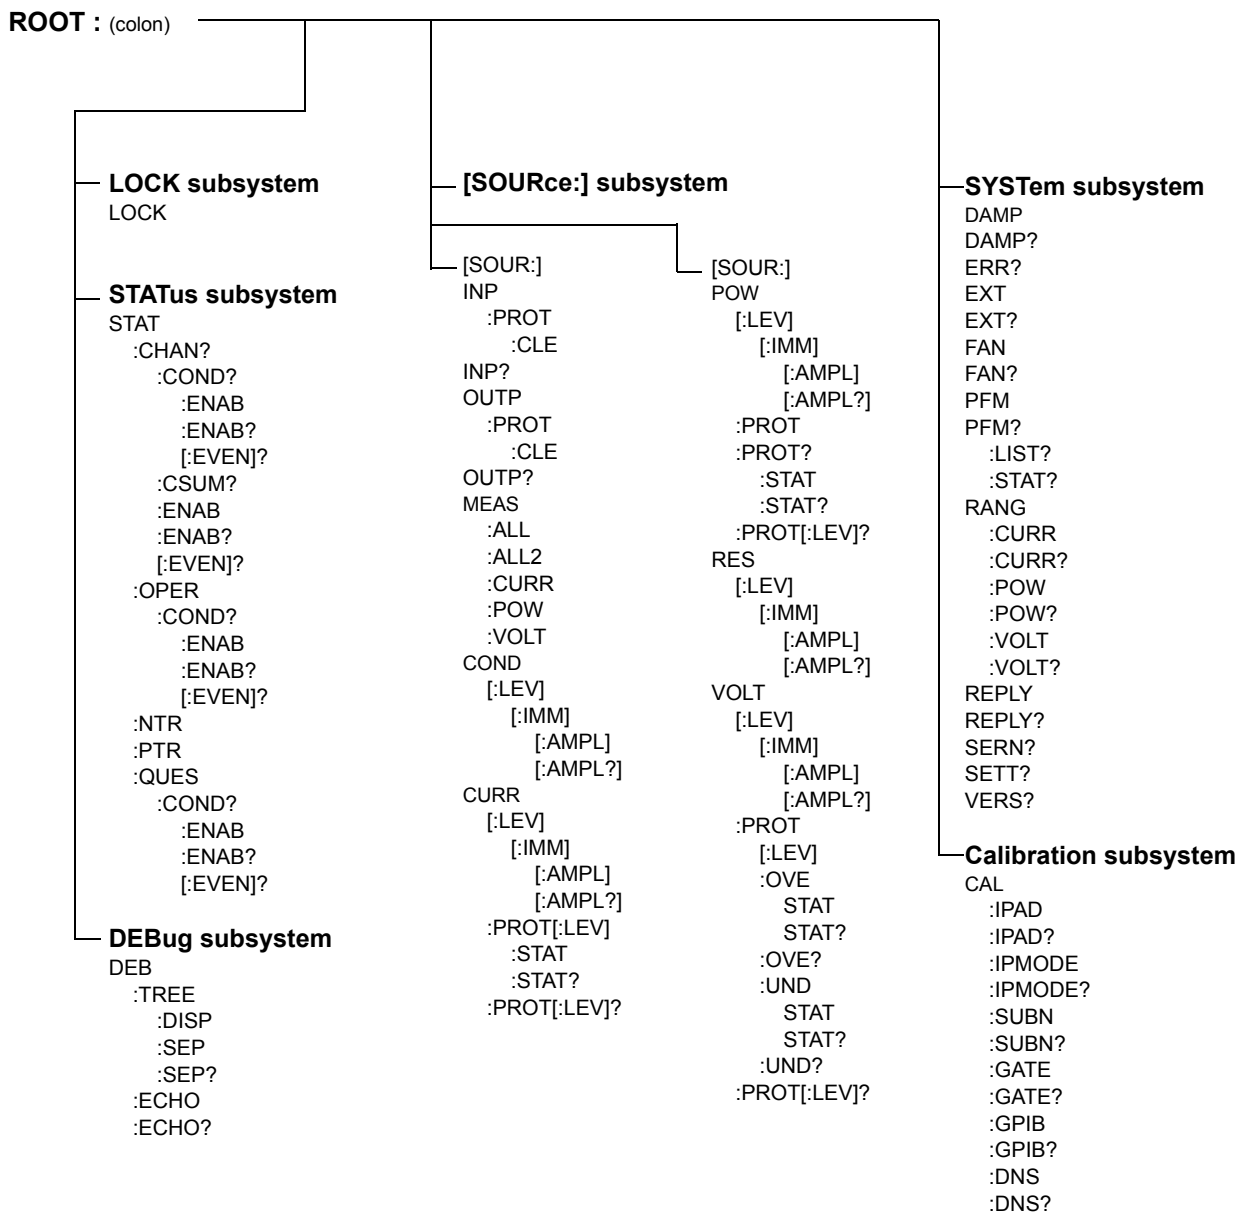 ROOT : (colon)
LOCK subsystem
LOCK
STATus subsystem
STAT
:CHAN?
:COND?
:ENAB
:ENAB?
[:EVEN]?
:CSUM?
:ENAB
:ENAB?
[:EVEN]?
:OPER
:COND?
:ENAB
:ENAB?
[:EVEN]?
:NTR
:PTR
:QUES
:COND?
:ENAB
:ENAB?
[:EVEN]?
DEBug subsystem
DEB
:TREE
:DISP
:SEP
:SEP?
:ECHO
:ECHO?
[SOURce:] subsystem
[SOUR:]
INP
:PROT
:CLE
INP?
OUTP
:PROT
:CLE
OUTP?
MEAS
:ALL
:ALL2
:CURR
:POW
:VOLT
COND
[:LEV]
[:IMM]
[:AMPL]
[:AMPL?]
CURR
[:LEV]
[:IMM]
[:AMPL]
[:AMPL?]
:PROT[:LEV]
:STAT
:STAT?
:PROT[:LEV]?
[SOUR:]
POW
[:LEV]
[:IMM]
[:AMPL]
[:AMPL?]
:PROT
:PROT?
:STAT
:STAT?
:PROT[:LEV]?
RES
[:LEV]
[:IMM]
[:AMPL]
[:AMPL?]
VOLT
[:LEV]
[:IMM]
[:AMPL]
[:AMPL?]
:PROT
[:LEV]
:OVE
STAT
STAT?
:OVE?
:UND
STAT
STAT?
:UND?
:PROT[:LEV]?
SYSTem subsystem
DAMP
DAMP?
ERR?
EXT
EXT?
FAN
FAN?
PFM
PFM?
:LIST?
:STAT?
RANG
:CURR
:CURR?
:POW
:POW?
:VOLT
:VOLT?
REPLY
REPLY?
SERN?
SETT?
VERS?
Calibration subsystem
CAL
:IPAD
:IPAD?
:IPMODE
:IPMODE?
:SUBN
:SUBN?
:GATE
:GATE?
:GPIB
:GPIB?
:DNS
:DNS?